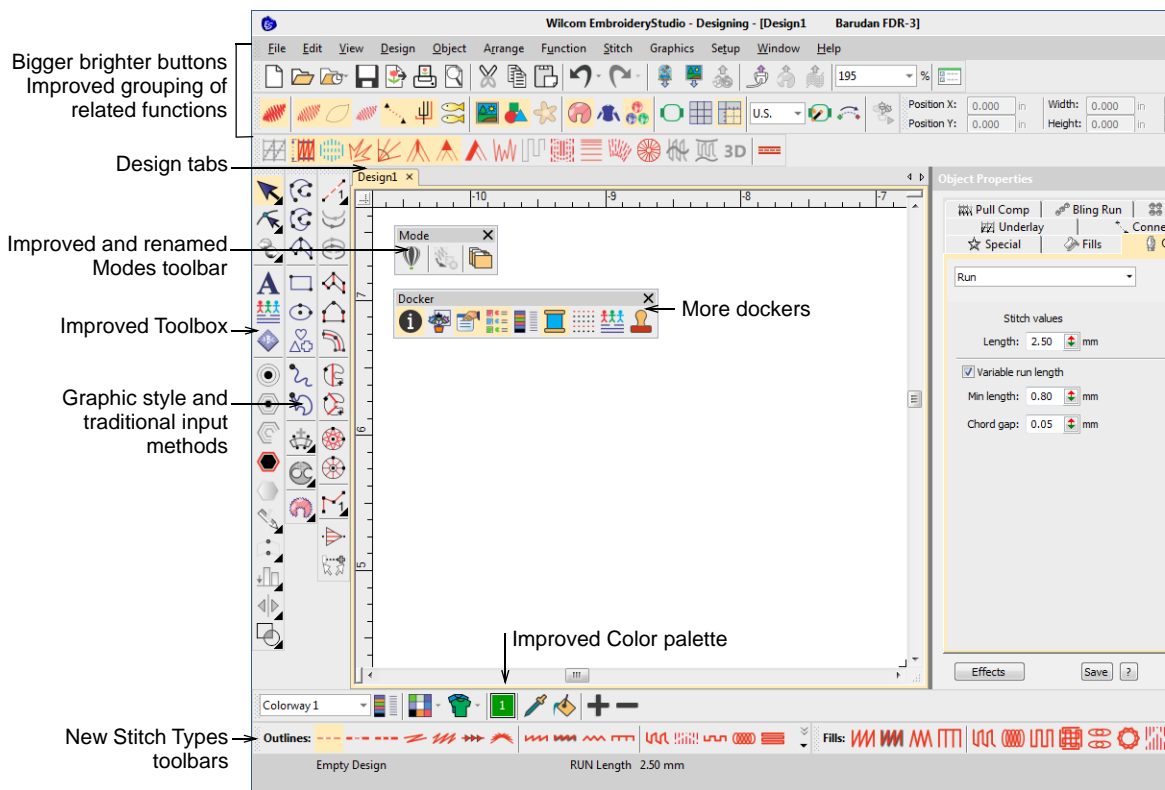 Wilcom EmbroideryStudio - Designing - [Design1 Barudan FDR-3]
File Edit View Design Object Arrange Function Stitch Graphics Setup Window Help
Bigger brighter buttons
Improved grouping of
related functions
195 %
U.S.
Position X: 0.000 in Width: 0.000 in
Position Y: 0.000 in Height: 0.000 in
3D
Design tabs
Design1
Object Properties
-10 -9 -8 -7
Pull Comp Bling Run
Underlay Conne
Special Fills
Mode
Improved and renamed
Modes toolbar
Run
7
Docker
More dockers
Improved Toolbox
Stitch values
Length: 2.50 mm
Variable run length
Min length: 0.80 mm
Chord gap: 0.05 mm
Graphic style and
traditional input
methods
6
5
Improved Color palette
Effects Save ?
Colorway 1
1
New Stitch Types
toolbars
Outlines: Fills:
Empty Design RUN Length 2.50 mm